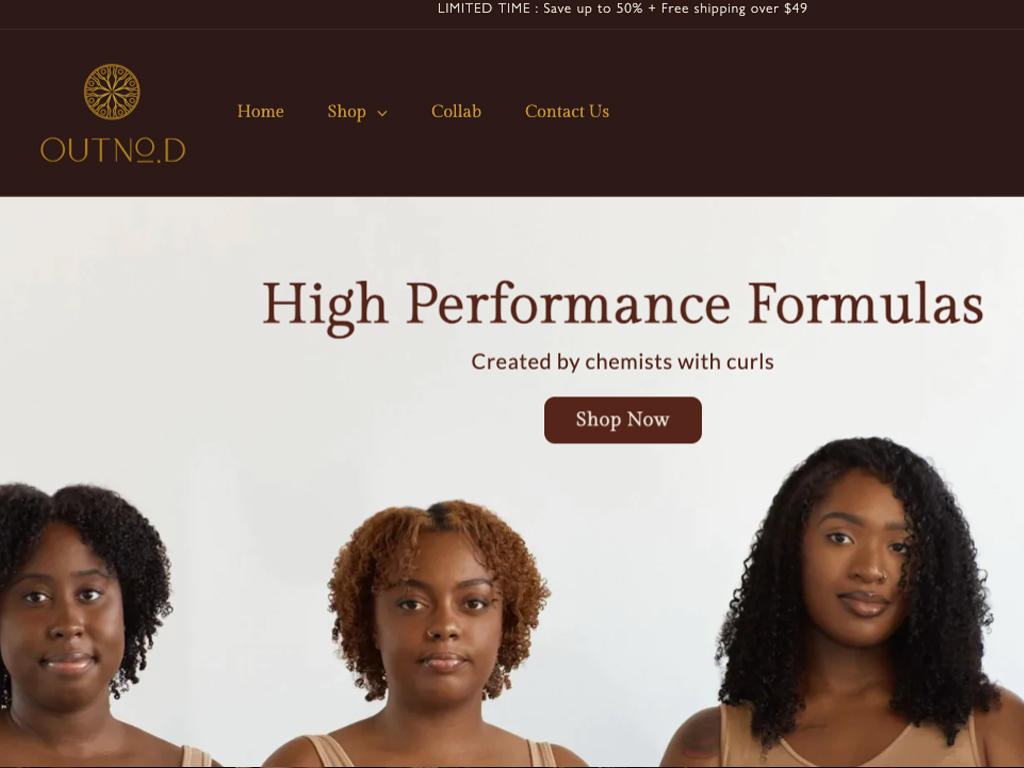 LIMITED TIME : Save up to 50% + Free shipping over $49
OUTNO.D
Home Shop Collab Contact Us
High Performance Formulas
Created by chemists with curls
Shop Now